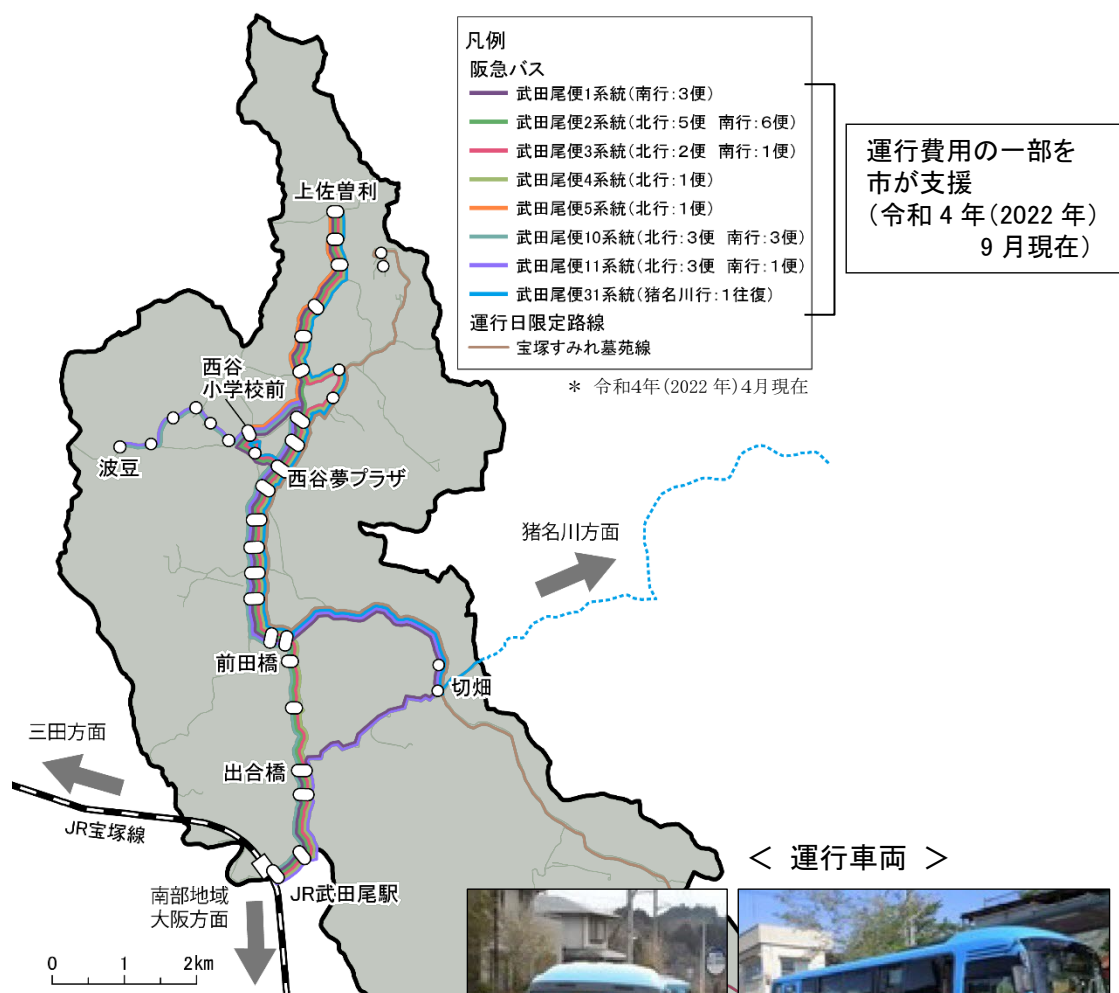 凡例
阪急バス
武田尾便1系統(南行:3便)
武田尾便2系統(北行:5便 南行:6便)
武田尾便3系統(北行:2便 南行:1便)
武田尾便4系統(北行:1便)
武田尾便5系統(北行:1便)
武田尾便10系統(北行:3便 南行:3便)
武田尾便11系統(北行:3便 南行:1便)
武田尾便31系統(猪名川行:1往復)
運行日限定路線
宝塚すみれ墓苑線
* 令和4年(2022 年)4月現在
運行費用の一部を
市が支援
(令和 4 年(2022 年)
9 月現在)
上佐曽利
西谷
小学校前
波豆
西谷夢プラザ
猪名川方面
前田橋
切畑
三田方面
出合橋
JR宝塚線
JR武田尾駅
南部地域
大阪方面
0 1 2km
< 運行車両 >